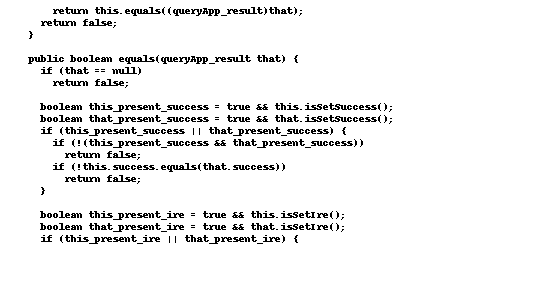 return this.equals((queryApp_result)that);
return false;
}
public boolean equals(queryApp_result that) {
if (that == null)
return false;
boolean this_present_success = true && this.isSetSuccess();
boolean that_present_success = true && that.isSetSuccess();
if (this_present_success || that_present_success) {
if (!(this_present_success && that_present_success))
return false;
if (!this.success.equals(that.success))
return false;
}
boolean this_present_ire = true && this.isSetIre();
boolean that_present_ire = true && that.isSetIre();
if (this_present_ire || that_present_ire) {